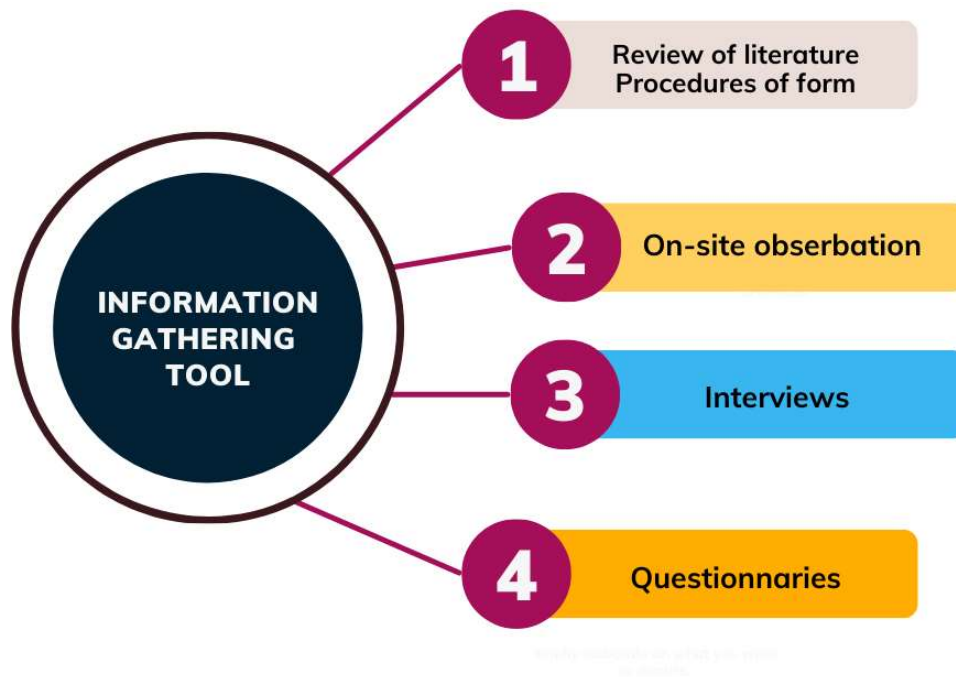 1
Review of literature
Procedures of form
2
On-site obserbation
INFORMATION
GATHERING
TOOL
3
Interviews
4
Questionnaries